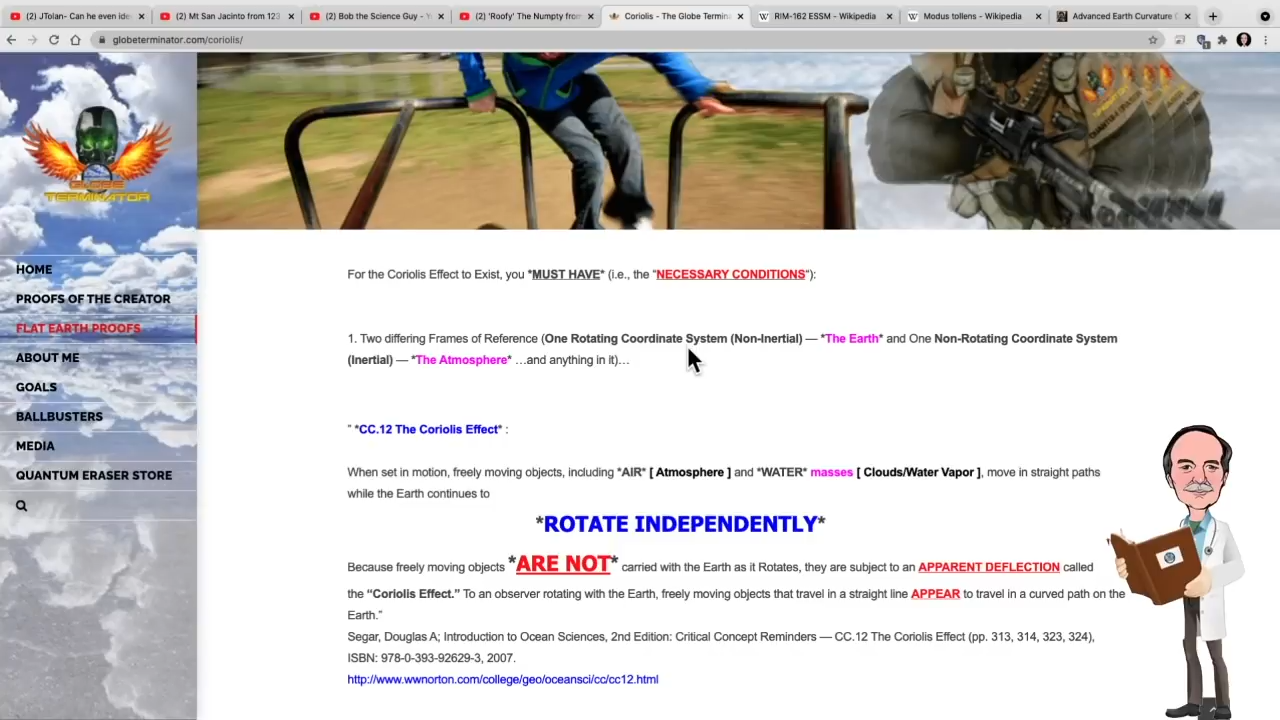 (2) JTolan- Can he even ide
(2) Mt San Jacinto from 123
(2) Bob the Science Guy - Y
(2) 'Roofy' The Numpty from
Coriolis - The Globe Termina
RIM-162 ESSM - Wikipedia
Modus tollens - Wikipedia
Advanced Earth Curvature C
globeterminator.com/coriolis/
GLOBE
TERMINATOR
HOME
PROOFS OF THE CREATOR
FLAT EARTH PROOFS
ABOUT ME
GOALS
BALLBUSTERS
MEDIA
QUANTUM ERASER STORE
For the Coriolis Effect to Exist, you *MUST HAVE* (i.e., the "NECESSARY CONDITIONS"):
1. Two differing Frames of Reference (One Rotating Coordinate System (Non-Inertial) — *The Earth* and One Non-Rotating Coordinate System
(Inertial) — *The Atmosphere* …and anything in it)…
" *CC.12 The Coriolis Effect* :
When set in motion, freely moving objects, including *AIR* [ Atmosphere ] and *WATER* masses [ Clouds/Water Vapor ], move in straight paths
while the Earth continues to
*ROTATE INDEPENDENTLY*
Because freely moving objects *ARE NOT* carried with the Earth as it Rotates, they are subject to an APPARENT DEFLECTION called
the "Coriolis Effect." To an observer rotating with the Earth, freely moving objects that travel in a straight line APPEAR to travel in a curved path on the
Earth."
Segar, Douglas A; Introduction to Ocean Sciences, 2nd Edition: Critical Concept Reminders — CC.12 The Coriolis Effect (pp. 313, 314, 323, 324),
ISBN: 978-0-393-92629-3, 2007.
http://www.wwnorton.com/college/geo/oceansci/cc/cc12.html